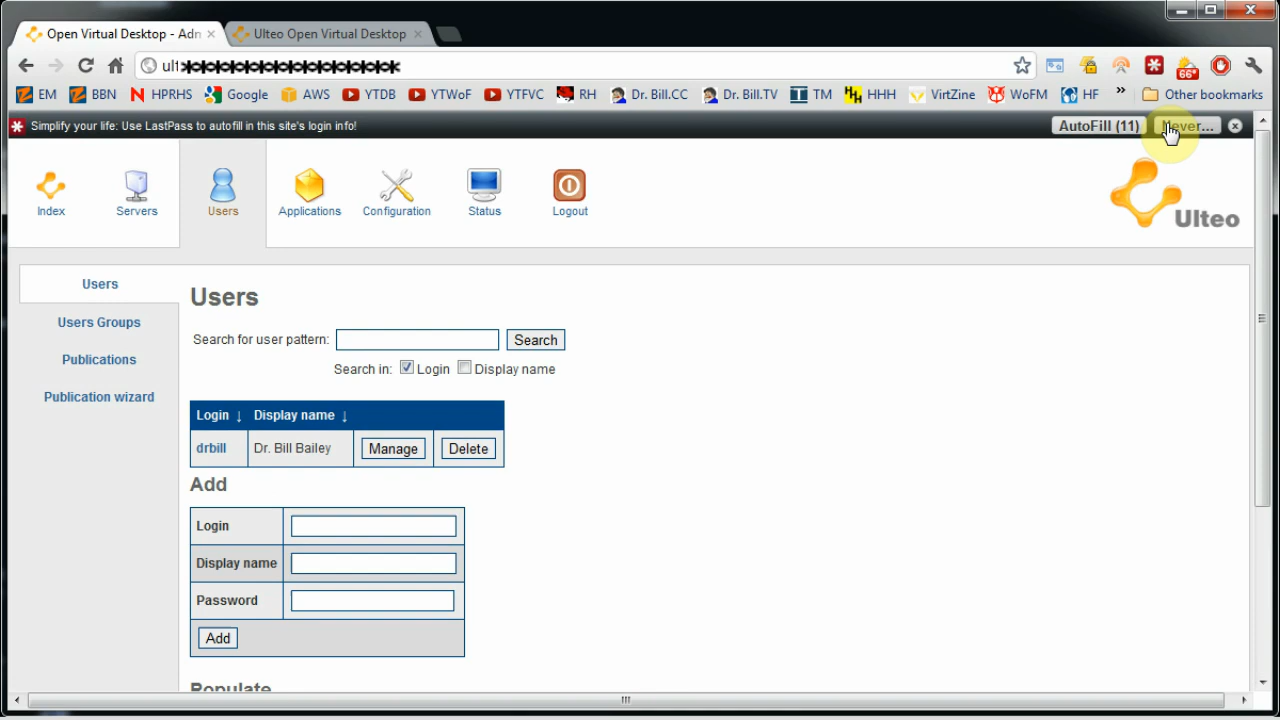 Open Virtual Desktop - Adn
Ulteo Open Virtual Desktop
ult
EM
BBN
HPRHS
Google
AWS
YTDB
YTWoF
YTFVC
RH
Dr. Bill.CC
Dr. Bill.TV
TM
HHH
VirtZine
WoFM
HF
»
Other bookmarks
66°
Simplify your life: Use LastPass to autofill in this site's login info!
AutoFill (11)
Never...
Index
Servers
Users
Applications
Configuration
Status
Logout
Ulteo
Users
Users Groups
Publications
Publication wizard
Users
Search for user pattern:
Search
Search in:
Login
Display name
Login ↓
Display name ↓
drbill
Dr. Bill Bailey
Manage
Delete
Add
Login
Display name
Password
Add
Populate